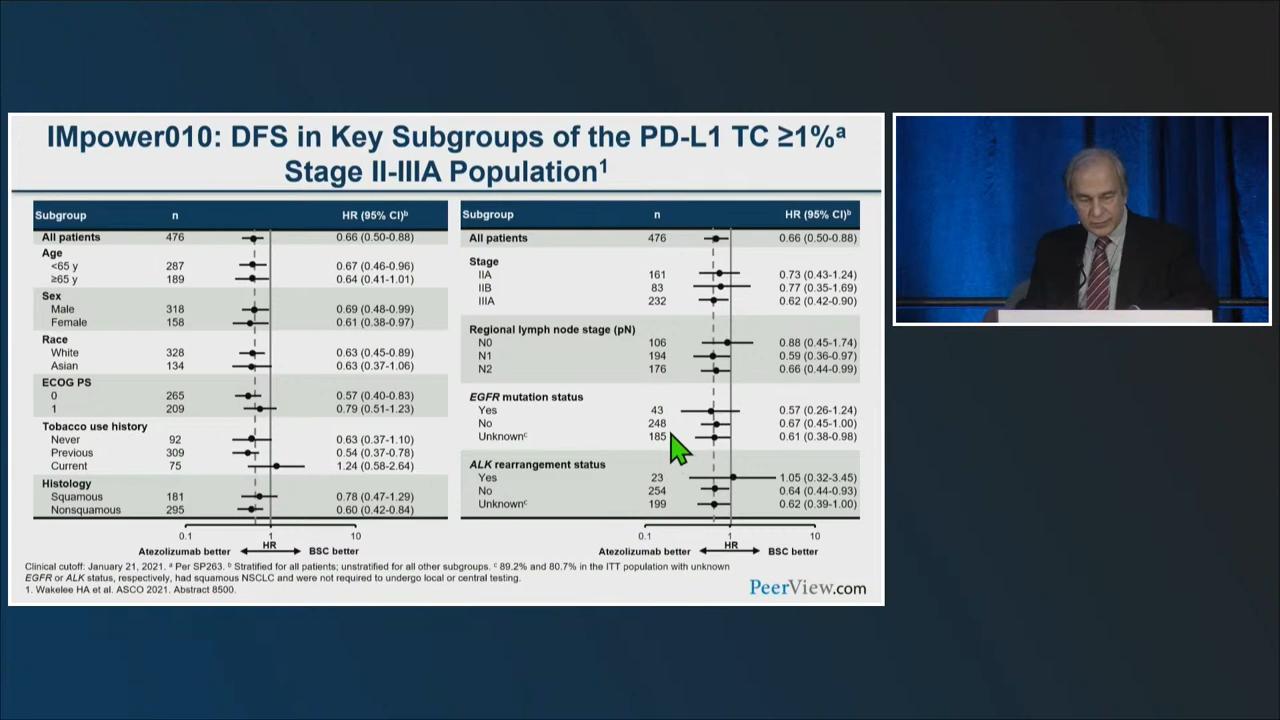 IMpower010: DFS in Key Subgroups of the PD-L1 TC ≥1%ᵃ
Stage II-IIIA Population¹
Subgroup n HR (95% CI)ᵇ
All patients 476 0.66 (0.50-0.88)
Age
<65 y 287 0.67 (0.46-0.96)
≥65 y 189 0.64 (0.41-1.01)
Sex
Male 318 0.69 (0.48-0.99)
Female 158 0.61 (0.38-0.97)
Race
White 328 0.63 (0.45-0.89)
Asian 134 0.63 (0.37-1.06)
ECOG PS
0 265 0.57 (0.40-0.83)
1 209 0.79 (0.51-1.23)
Tobacco use history
Never 92 0.63 (0.37-1.10)
Previous 309 0.54 (0.37-0.78)
Current 75 1.24 (0.58-2.64)
Histology
Squamous 181 0.78 (0.47-1.29)
Nonsquamous 295 0.60 (0.42-0.84)
0.1 1 10
HR
Atezolizumab better BSC better
Subgroup n HR (95% CI)ᵇ
All patients 476 0.66 (0.50-0.88)
Stage
IIA 161 0.73 (0.43-1.24)
IIB 83 0.77 (0.35-1.69)
IIIA 232 0.62 (0.42-0.90)
Regional lymph node stage (pN)
N0 106 0.88 (0.45-1.74)
N1 194 0.59 (0.36-0.97)
N2 176 0.66 (0.44-0.99)
EGFR mutation status
Yes 43 0.57 (0.26-1.24)
No 248 0.67 (0.45-1.00)
Unknownᶜ 185 0.61 (0.38-0.98)
ALK rearrangement status
Yes 23 1.05 (0.32-3.45)
No 254 0.64 (0.44-0.93)
Unknownᶜ 199 0.62 (0.39-1.00)
0.1 1 10
HR
Atezolizumab better BSC better
Clinical cutoff: January 21, 2021. ᵃ Per SP263. ᵇ Stratified for all patients; unstratified for all other subgroups. ᶜ 89.2% and 80.7% in the ITT population with unknown
EGFR or ALK status, respectively, had squamous NSCLC and were not required to undergo local or central testing.
1. Wakelee HA et al. ASCO 2021. Abstract 8500.
PeerView.com